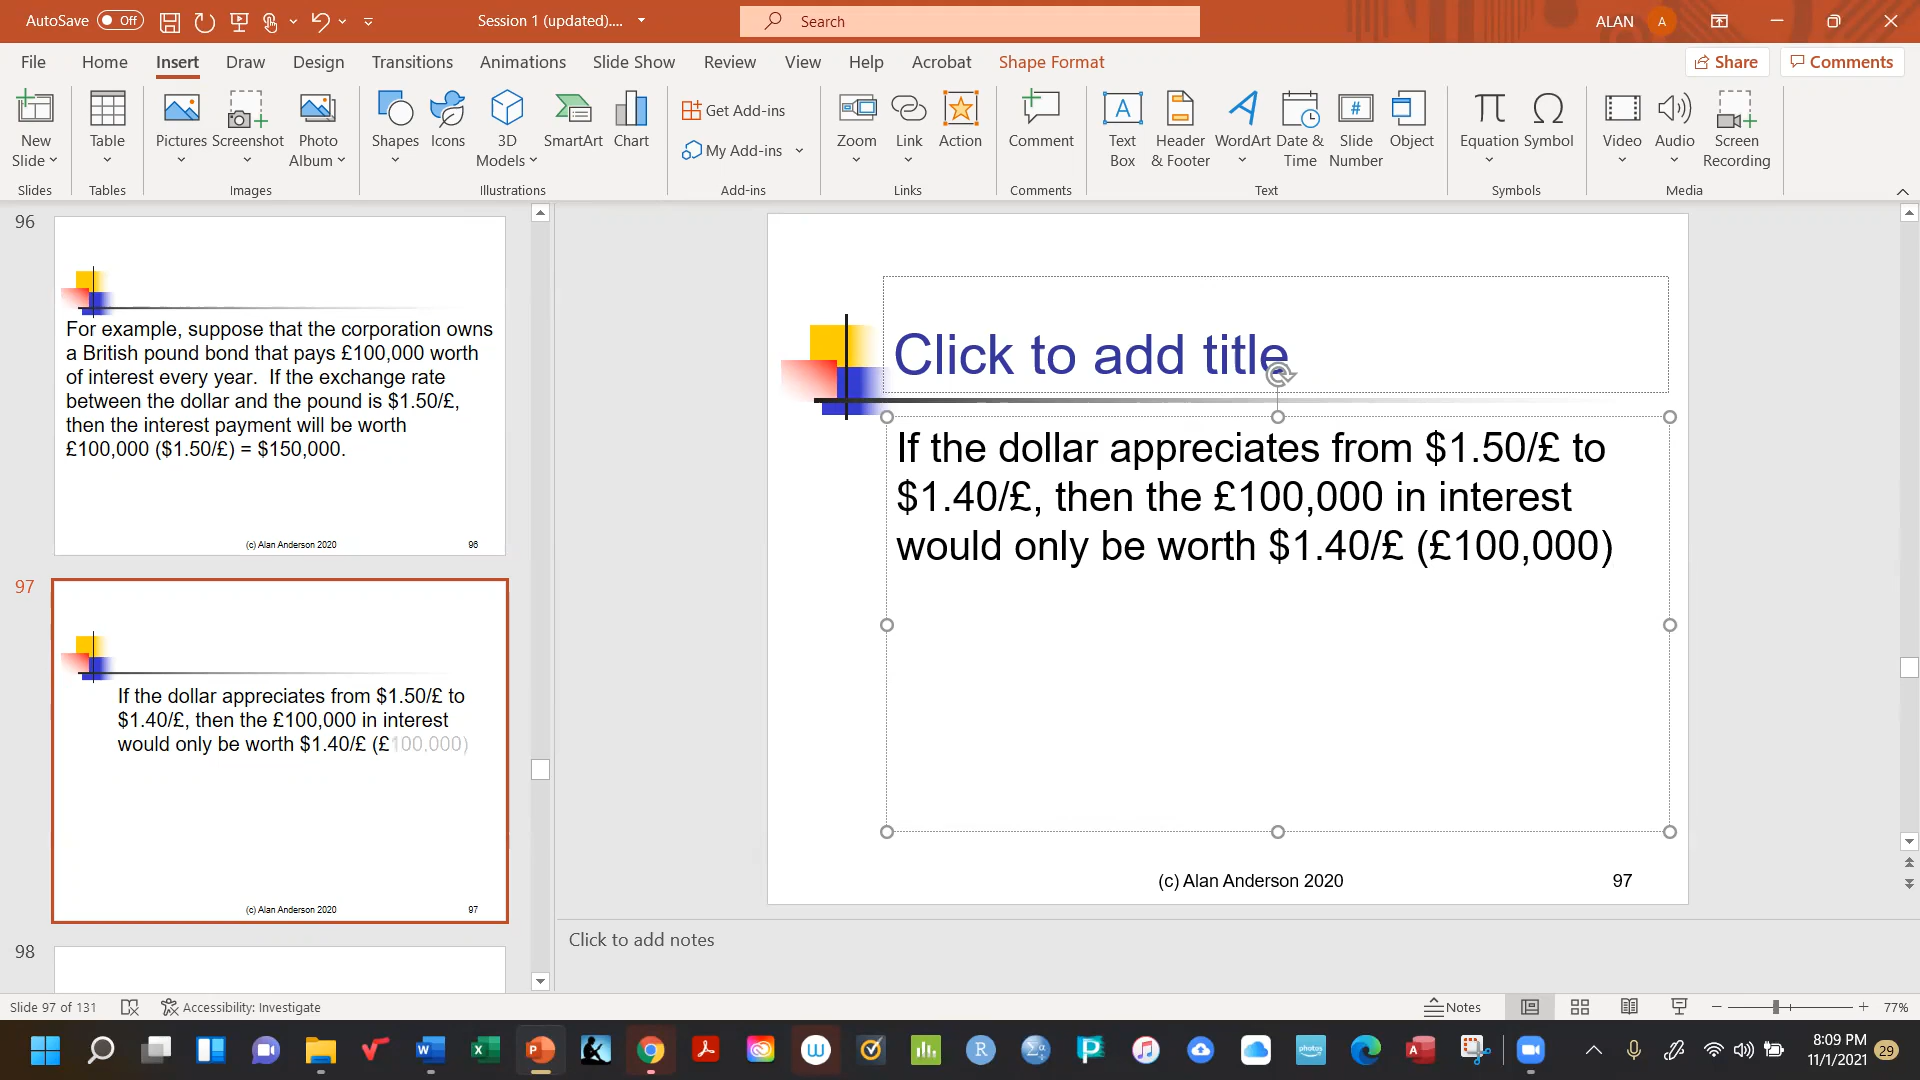 AutoSave Off
Session 1 (updated)....
Search
ALAN A
File Home Insert Draw Design Transitions Animations Slide Show Review View Help Acrobat Shape Format
Share Comments
New Slide
Table
Pictures
Screenshot
Photo Album
Shapes
Icons
3D Models
SmartArt
Chart
Get Add-ins
My Add-ins
Zoom
Link
Action
Comment
Text Box
Header & Footer
WordArt
Date & Time
Slide Number
Object
Equation
Symbol
Video
Audio
Screen Recording
Slides Tables Images Illustrations Add-ins Links Comments Text Symbols Media
96
For example, suppose that the corporation owns
a British pound bond that pays £100,000 worth
of interest every year.  If the exchange rate
between the dollar and the pound is $1.50/£,
then the interest payment will be worth
£100,000 ($1.50/£) = $150,000.
(c) Alan Anderson 2020 96
97
If the dollar appreciates from $1.50/£ to
$1.40/£, then the £100,000 in interest
would only be worth $1.40/£ (£100,000)
(c) Alan Anderson 2020 97
98
Click to add title
If the dollar appreciates from $1.50/£ to
$1.40/£, then the £100,000 in interest
would only be worth $1.40/£ (£100,000)
(c) Alan Anderson 2020 97
Click to add notes
Slide 97 of 131 Accessibility: Investigate Notes 77%
photos
8:09 PM
11/1/2021 29